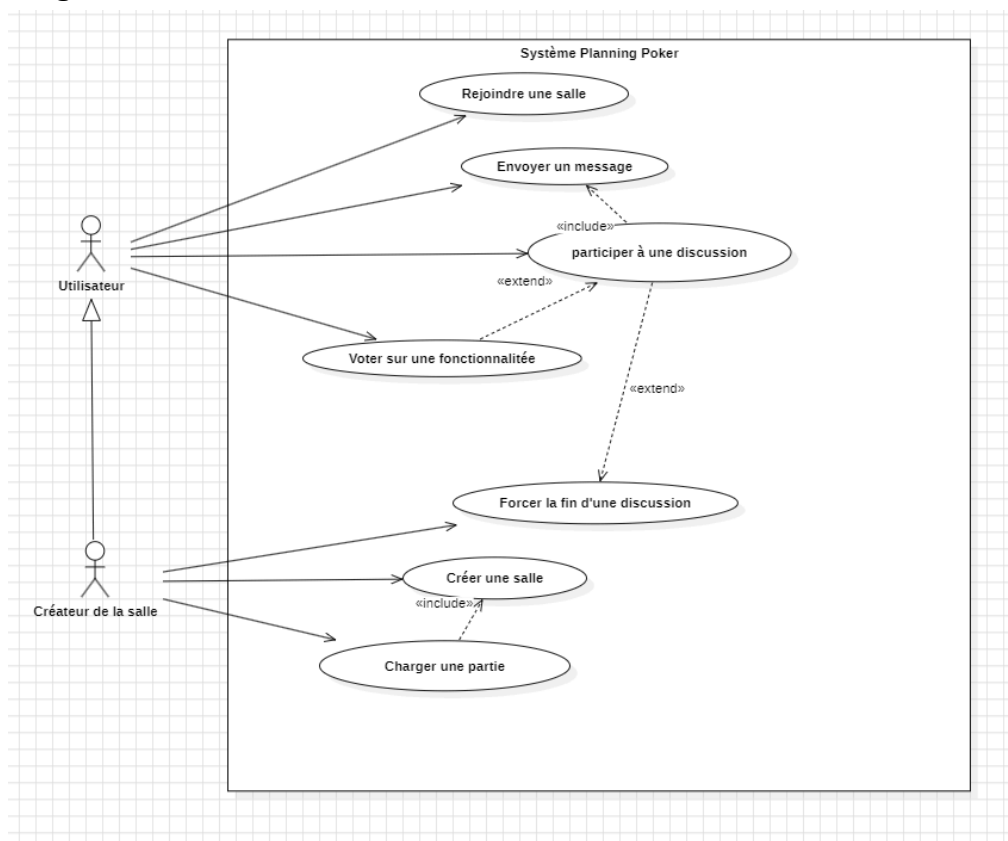 Système Planning Poker
Rejoindre une salle
Envoyer un message
«include»
participer à une discussion
Utilisateur
«extend»
Voter sur une fonctionnalitée
«extend»
Forcer la fin d'une discussion
Créer une salle
Créateur de la salle
«include»
Charger une partie